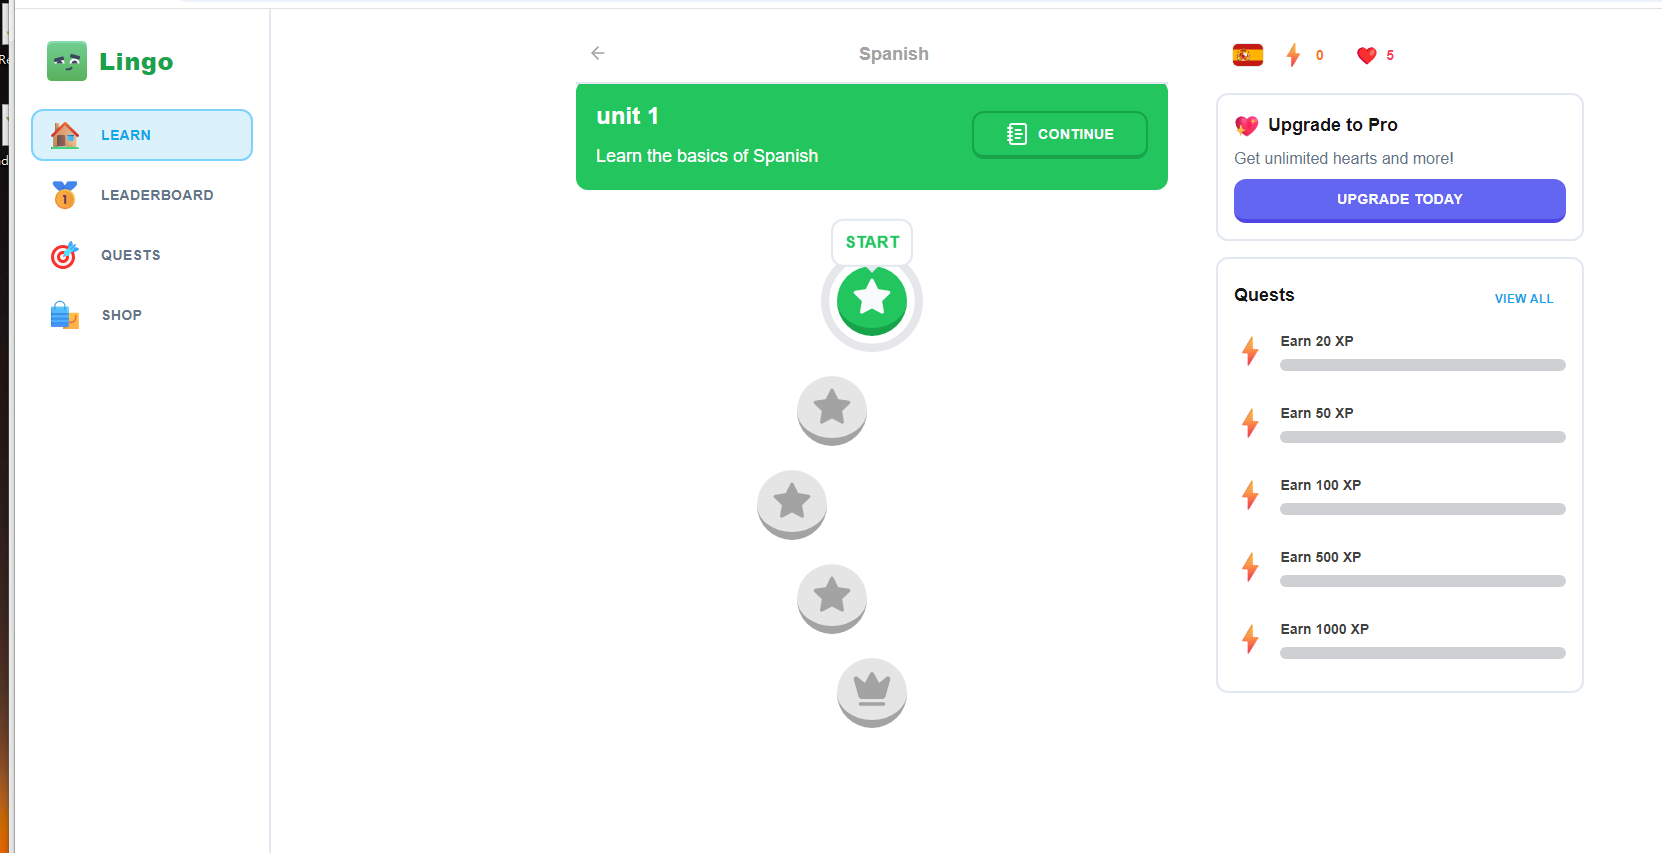 Lingo
LEARN
LEADERBOARD
1
QUESTS
SHOP
Spanish
unit 1
Learn the basics of Spanish
CONTINUE
START
0
5
Upgrade to Pro
Get unlimited hearts and more!
UPGRADE TODAY
Quests
VIEW ALL
Earn 20 XP
Earn 50 XP
Earn 100 XP
Earn 500 XP
Earn 1000 XP